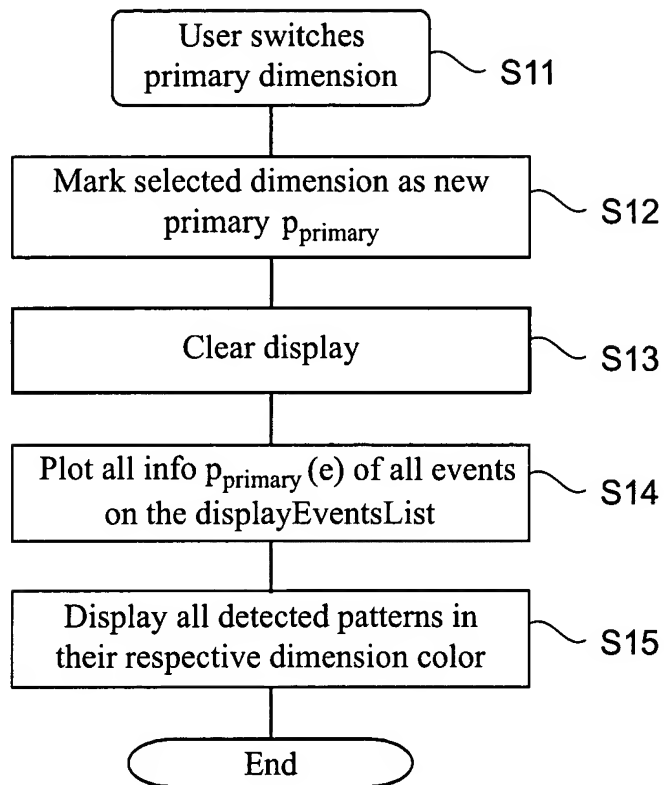 User switches
primary dimension
S11
Mark selected dimension as new
primary pprimary
S12
Clear display
S13
Plot all info pprimary (e) of all events
on the displayEventsList
S14
Display all detected patterns in
their respective dimension color
S15
End